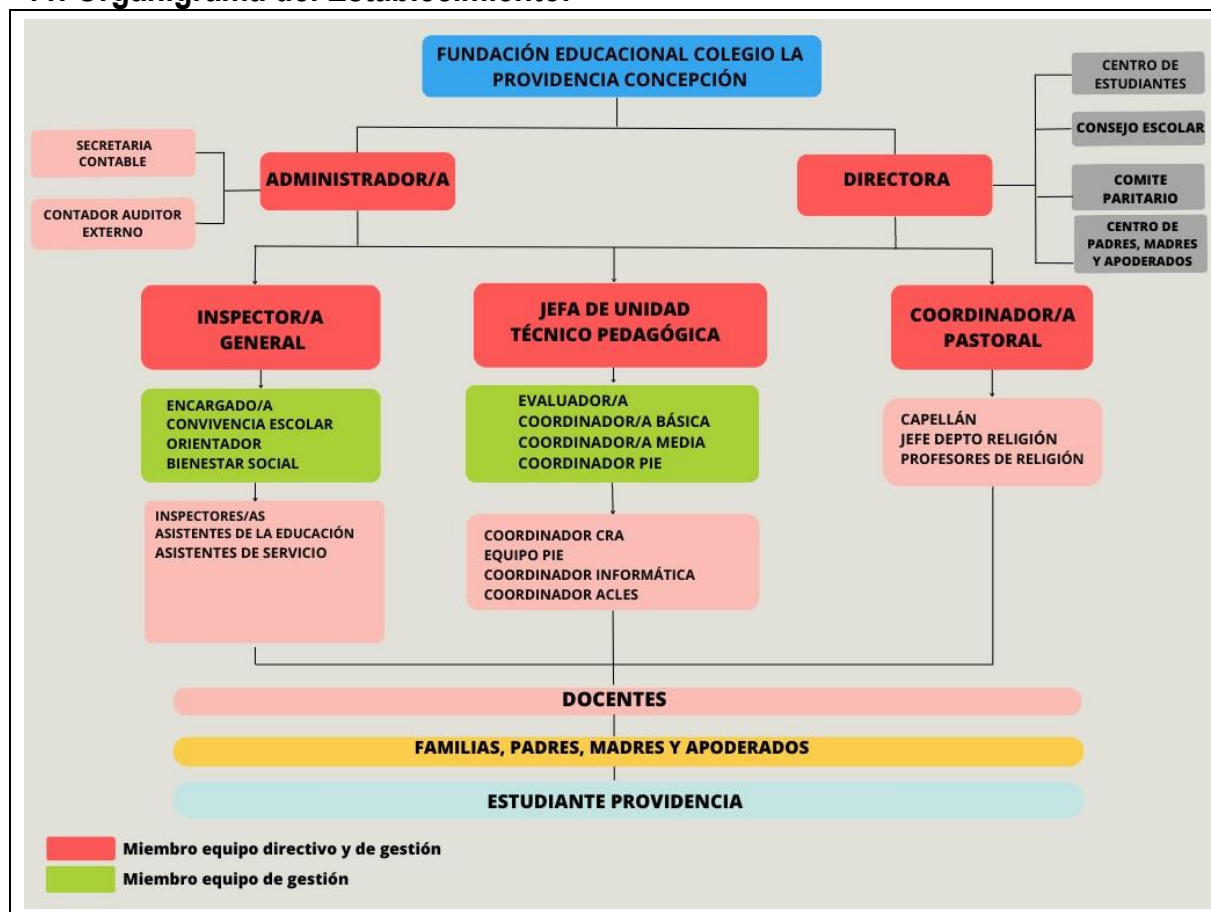 11. Organigrama del Establecimiento.
FUNDACIÓN EDUCACIONAL COLEGIO LA
PROVIDENCIA CONCEPCIÓN
CENTRO DE
ESTUDIANTES
CONSEJO ESCOLAR
COMITE
PARITARIO
CENTRO DE
PADRES, MADRES
Y APODERADOS
SECRETARIA
CONTABLE
CONTADOR AUDITOR
EXTERNO
ADMINISTRADOR/A
DIRECTORA
INSPECTOR/A
GENERAL
JEFA DE UNIDAD
TÉCNICO PEDAGÓGICA
COORDINADOR/A
PASTORAL
ENCARGADO/A
CONVIVENCIA ESCOLAR
ORIENTADOR
BIENESTAR SOCIAL
EVALUADOR/A
COORDINADOR/A BÁSICA
COORDINADOR/A MEDIA
COORDINADOR PIE
CAPELLÁN
JEFE DEPTO RELIGIÓN
PROFESORES DE RELIGIÓN
INSPECTORES/AS
ASISTENTES DE LA EDUCACIÓN
ASISTENTES DE SERVICIO
COORDINADOR CRA
EQUIPO PIE
COORDINADOR INFORMÁTICA
COORDINADOR ACLES
DOCENTES
FAMILIAS, PADRES, MADRES Y APODERADOS
ESTUDIANTE PROVIDENCIA
Miembro equipo directivo y de gestión
Miembro equipo de gestión